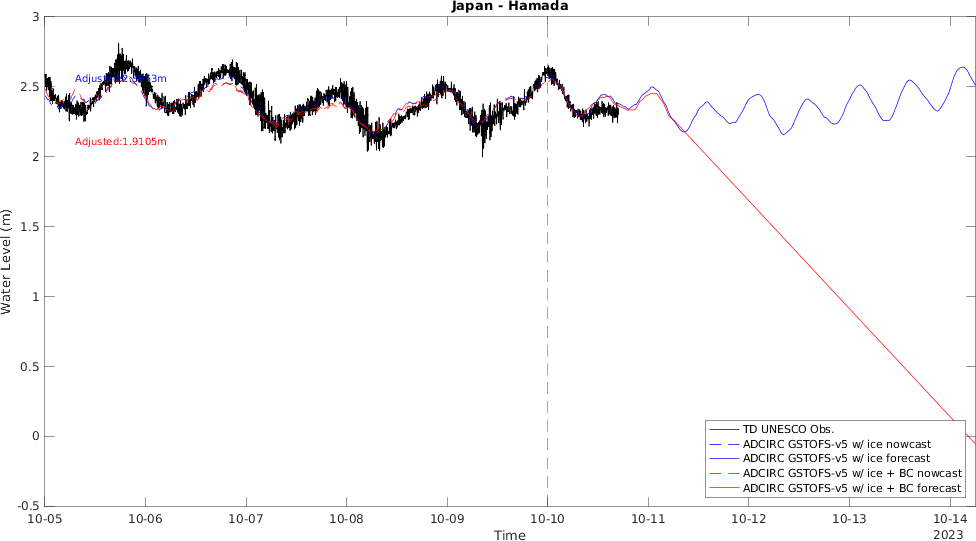 Japan - Hamada
Water Level (m)
3
2.5
2
1.5
1
0.5
0
-0.5
Adjusted:1.9105m
TD UNESCO Obs.
ADCIRC GSTOFS-v5 w/ ice nowcast
ADCIRC GSTOFS-v5 w/ ice forecast
ADCIRC GSTOFS-v5 w/ ice + BC nowcast
ADCIRC GSTOFS-v5 w/ ice + BC forecast
10-05 10-06 10-07 10-08 10-09 10-10 10-11 10-12 10-13 10-14
2023
Time